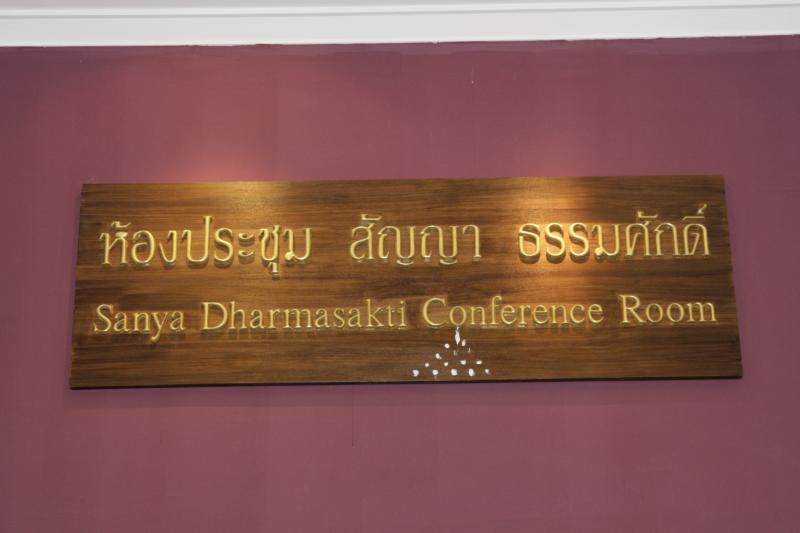 ห้องประชุม สัญญา ธรรมศักดิ์
Sanya Dharmasakti Conference Room